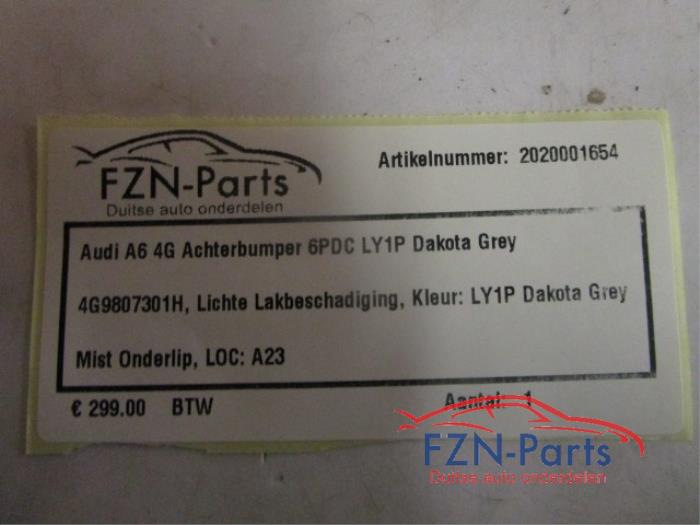 FZN-Parts
Duitse auto onderdelen
Artikelnummer: 2020001654
Audi A6 4G Achterbumper 6PDC LY1P Dakota Grey
4G9807301H, Lichte Lakbeschadiging, Kleur: LY1P Dakota Grey
Mist Onderlip, LOC: A23
€ 299.00 BTW
Aantal: 1
FZN-Parts
Duitse auto onderdelen